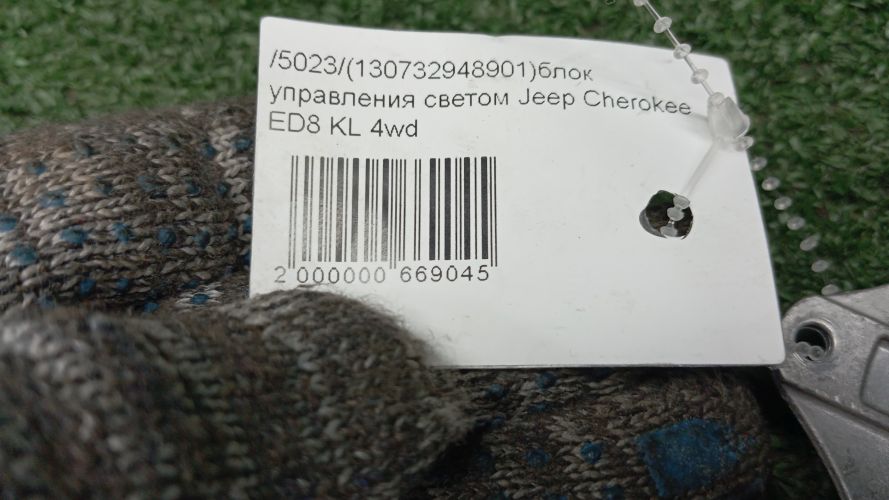 /5023/(130732948901)блок
управления светом Jeep Cherokee
ED8 KL 4wd
2 000000 669045